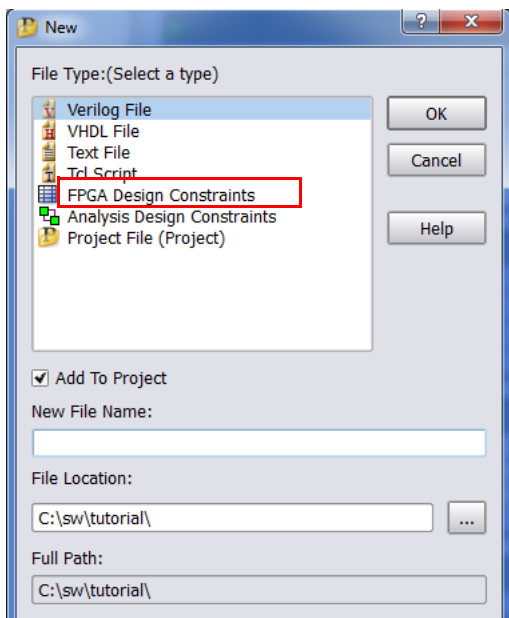 New
File Type:(Select a type)
Verilog File
OK
VHDL File
Text File
Cancel
Tcl Script
FPGA Design Constraints
Analysis Design Constraints
Help
Project File (Project)
Add To Project
New File Name:
File Location:
C:\sw\tutorial\
...
Full Path:
C:\sw\tutorial\